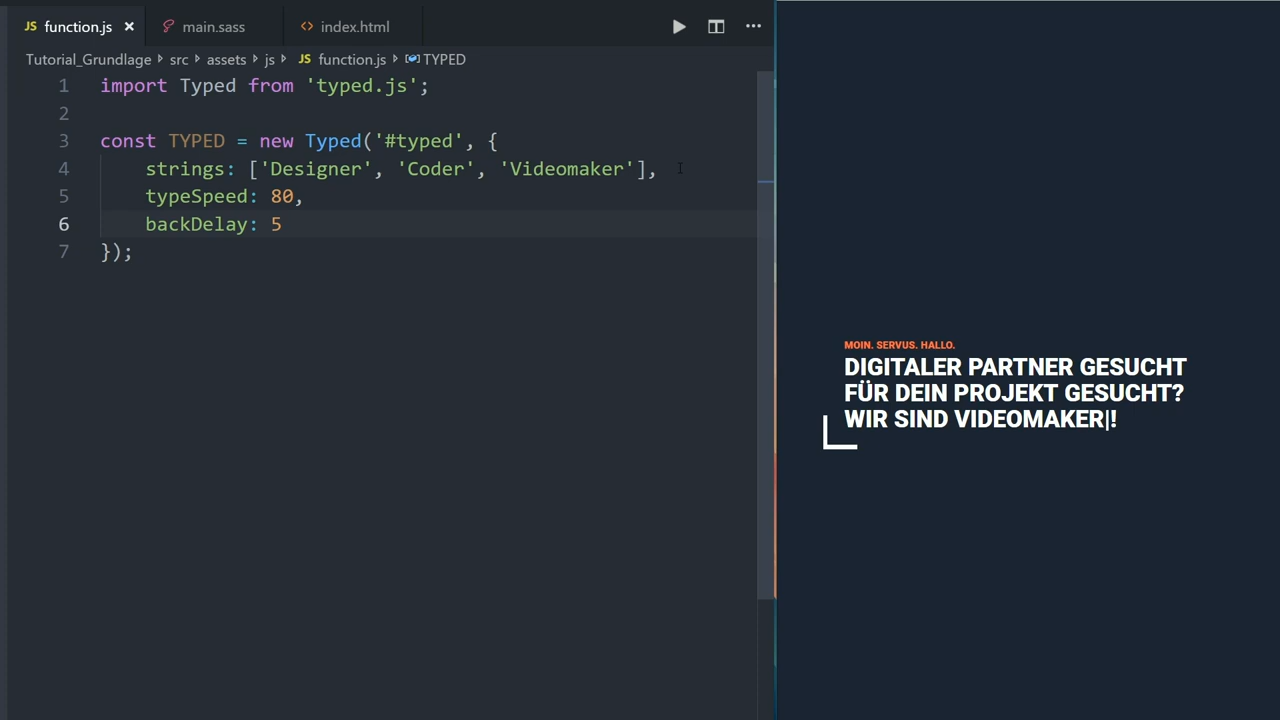 JS function.js ×
main.sass
<> index.html
Tutorial_Grundlage > src > assets > js > JS function.js > TYPED
1 import Typed from 'typed.js';
2
3 const TYPED = new Typed('#typed', {
4 strings: ['Designer', 'Coder', 'Videomaker'],
5 typeSpeed: 80,
6 backDelay: 5
7 });
MOIN. SERVUS. HALLO.
DIGITALER PARTNER GESUCHT
FÜR DEIN PROJEKT GESUCHT?
WIR SIND VIDEOMAKER|!